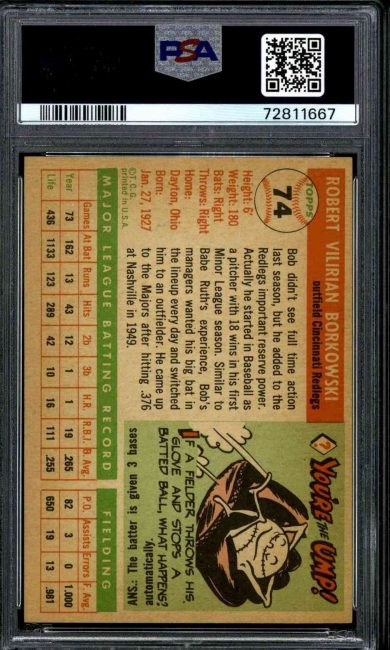 PSA
72811667
TOPPS
74
ROBERT VILRIAN BORKOWSKI
outfield Cincinnati Redlegs
Height: 6'
Weight: 180
Bats: Right
Throws: Right
Home:
Dayton, Ohio
Born:
Jan. 27, 1927
©T.C.G.
printed in U.S.A.
Bob didn't see full time action
last season, but he added to the
Redlegs important reserve power.
Actually he started in Baseball as
a pitcher with 18 wins in his first
Minor League season. Similar to
Babe Ruth's experience, Bob's
managers wanted his big bat in
the lineup every day and switched
him to an outfielder. He came up
to the Majors after hitting .376
at Nashville in 1949.
?
YOU'RE THE UMP!
IF A FIELDER THROWS HIS
GLOVE AND STOPS A
BATTED BALL, WHAT HAPPENS?
ANS.: The batter is given 3 bases
automatically.
MAJOR LEAGUE BATTING RECORD FIELDING
Games At Bat Runs Hits 2b 3b H.R. R.B.I. B. Avg. P.O. Assists Errors F. Avg.
Year 73 162 13 43 12 1 1 19 .265 82 3 0 1.000
Life 436 1133 123 289 42 10 16 111 .255 650 19 13 .981